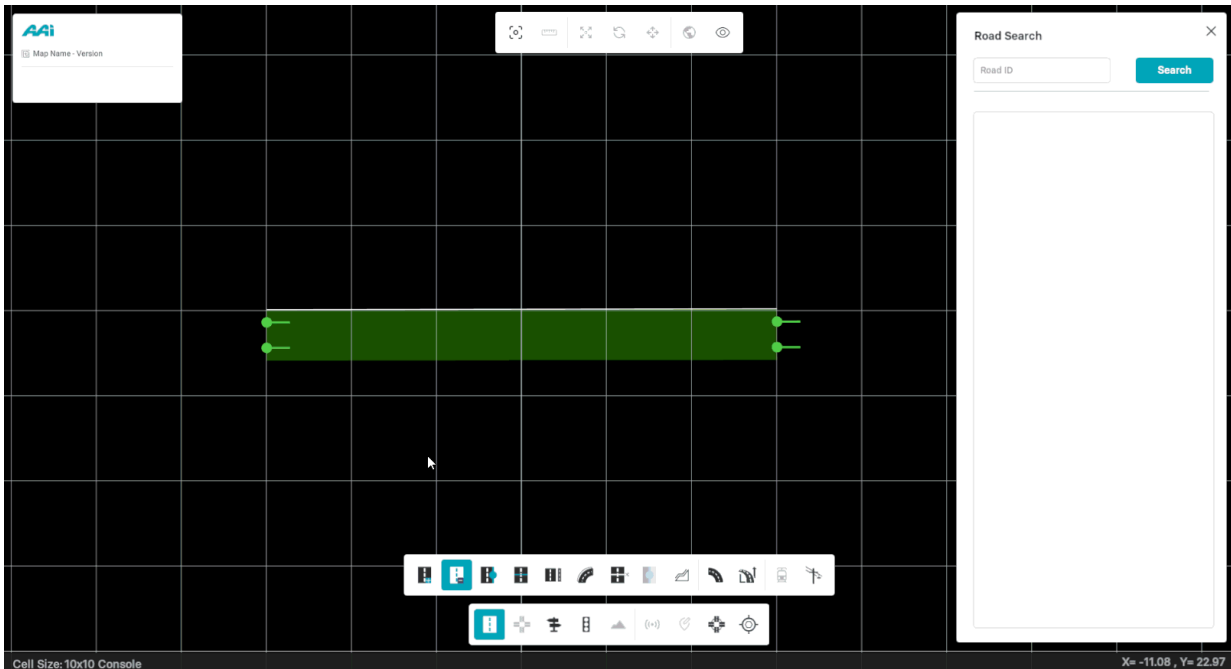 AAi
Map Name - Version
Road Search
Road ID
Search
Cell Size: 10x10 Console
X= -11.08 , Y= 22.97